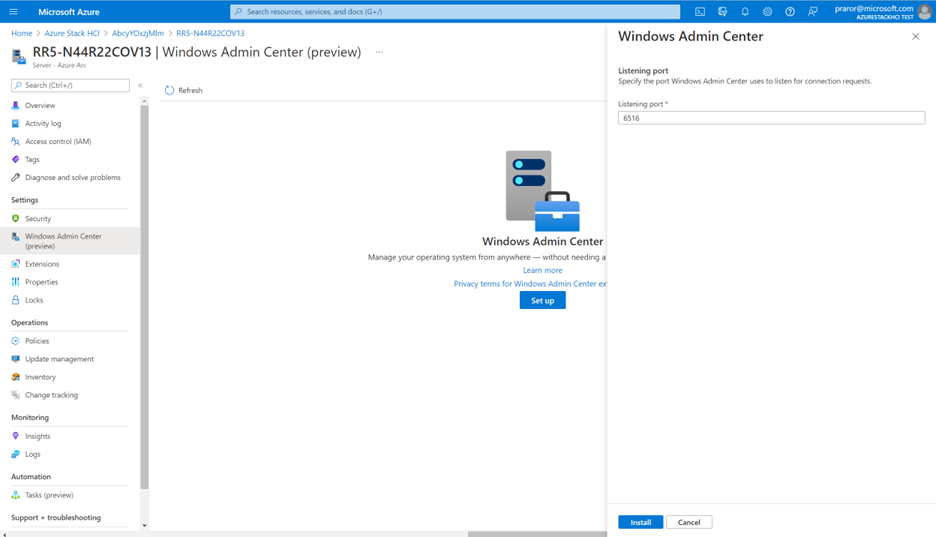 Microsoft Azure
Search resources, services, and docs (G+/)
praror@microsoft.com
AZURESTACKHCI TEST
Home > Azure Stack HCI > AbcyYOxzjMlm > RR5-N44R22COV13
RR5-N44R22COV13 | Windows Admin Center (preview) ...
Server - Azure Arc
Search (Ctrl+/)
«
Overview
Activity log
Access control (IAM)
Tags
Diagnose and solve problems
Settings
Security
Windows Admin Center
(preview)
Extensions
Properties
Locks
Operations
Policies
Update management
Inventory
Change tracking
Monitoring
Insights
Logs
Automation
Tasks (preview)
Support + troubleshooting
Refresh
Windows Admin Center
Manage your operating system from anywhere — without needing a
Learn more
Privacy terms for Windows Admin Center ex
Set up
Windows Admin Center
Listening port
Specify the port Windows Admin Center uses to listen for connection requests.
Listening port *
6516
Install
Cancel